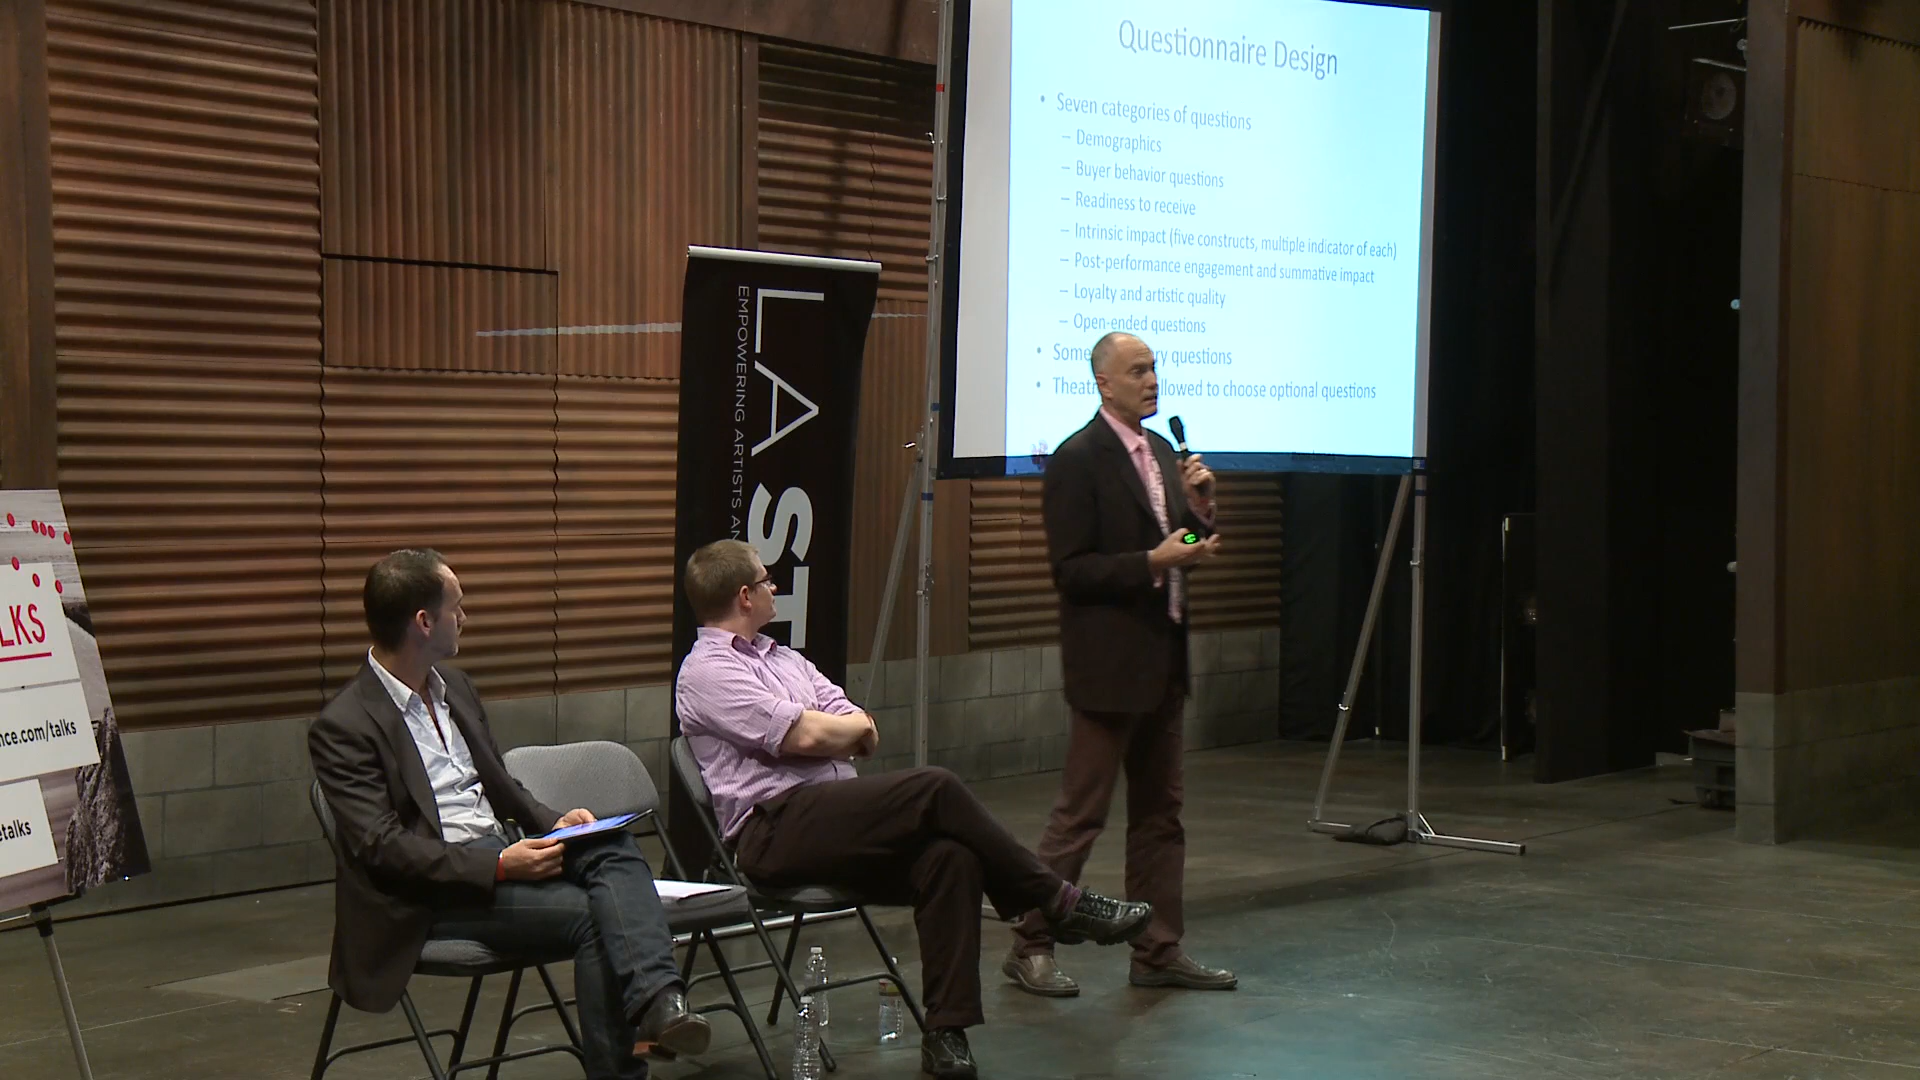 Questionnaire Design
• Seven categories of questions
– Demographics
– Buyer behavior questions
– Readiness to receive
– Intrinsic impact (five constructs, multiple indicator of each)
– Post-performance engagement and summative impact
– Loyalty and artistic quality
– Open-ended questions
• Some ry questions
• Theatr llowed to choose optional questions
LA ST
EMPOWERING ARTISTS AN
LKS
nce.com/talks
etalks